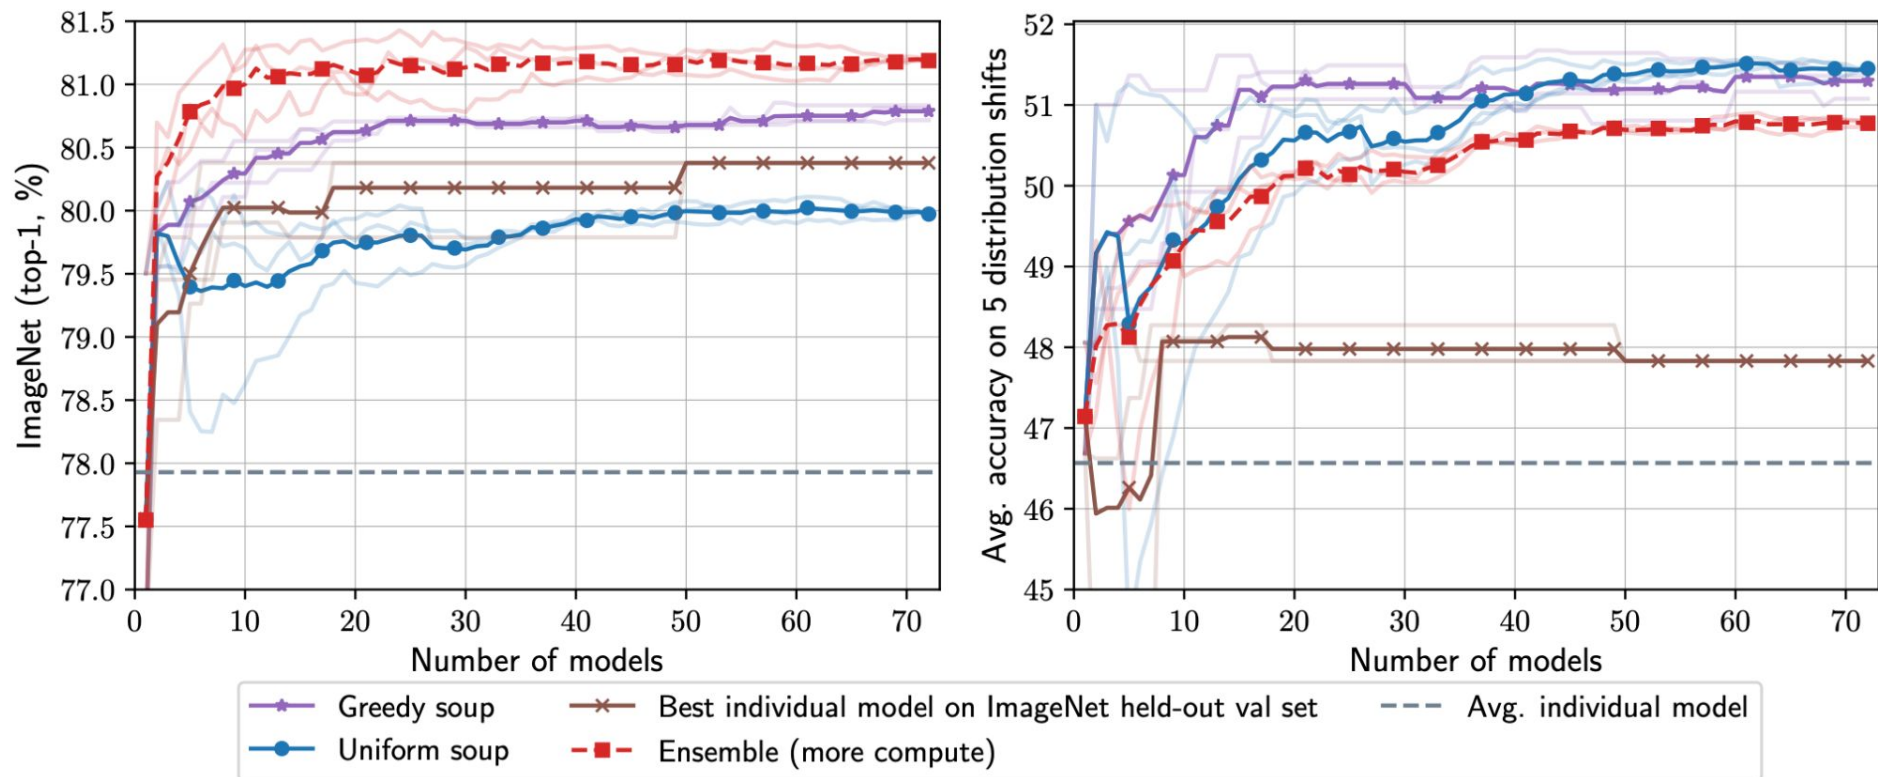 ImageNet (top-1, %)
81.5
81.0
80.5
80.0
79.5
79.0
78.5
78.0
77.5
77.0
0 10 20 30 40 50 60 70
Number of models
Avg. accuracy on 5 distribution shifts
52
51
50
49
48
47
46
45
0 10 20 30 40 50 60 70
Number of models
Greedy soup
Best individual model on ImageNet held-out val set
Avg. individual model
Uniform soup
Ensemble (more compute)